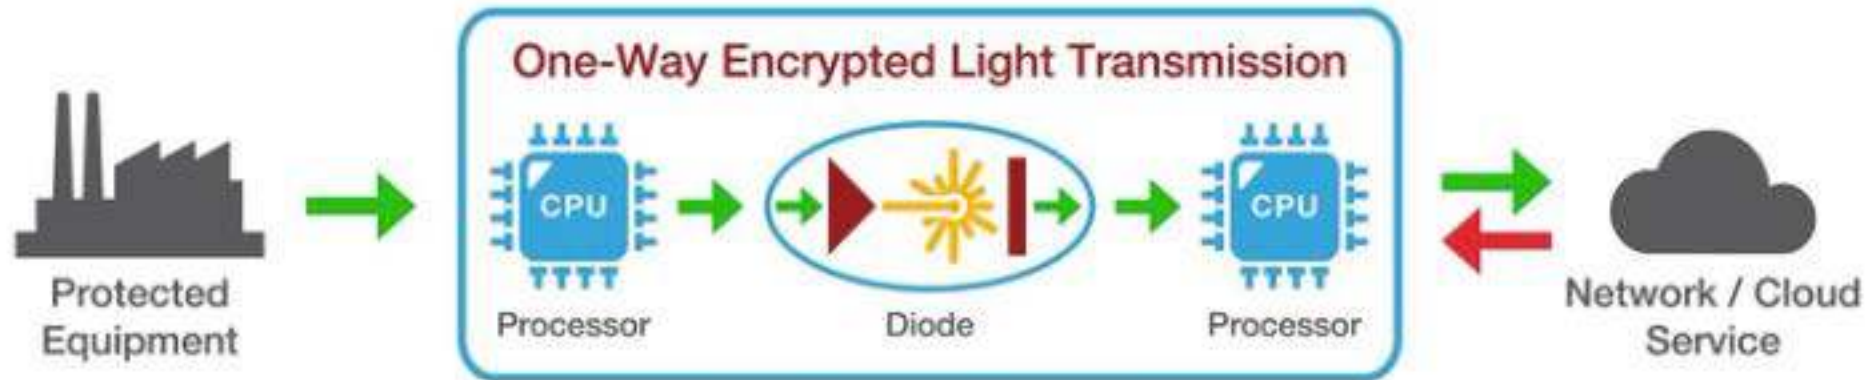 One-Way Encrypted Light Transmission
CPU
CPU
Protected
Equipment
Processor
Diode
Processor
Network / Cloud
Service